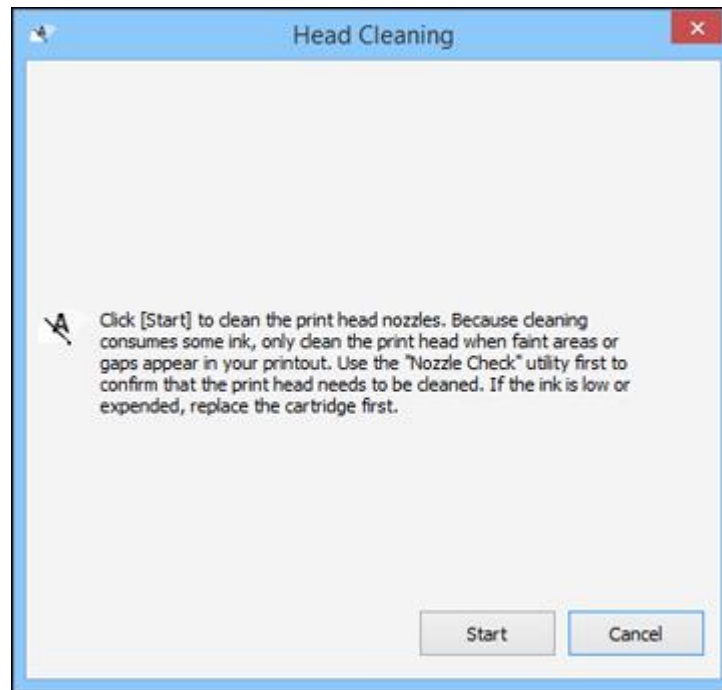 Head Cleaning
Click [Start] to clean the print head nozzles. Because cleaning
consumes some ink, only clean the print head when faint areas or
gaps appear in your printout. Use the "Nozzle Check" utility first to
confirm that the print head needs to be cleaned. If the ink is low or
expended, replace the cartridge first.
Start Cancel